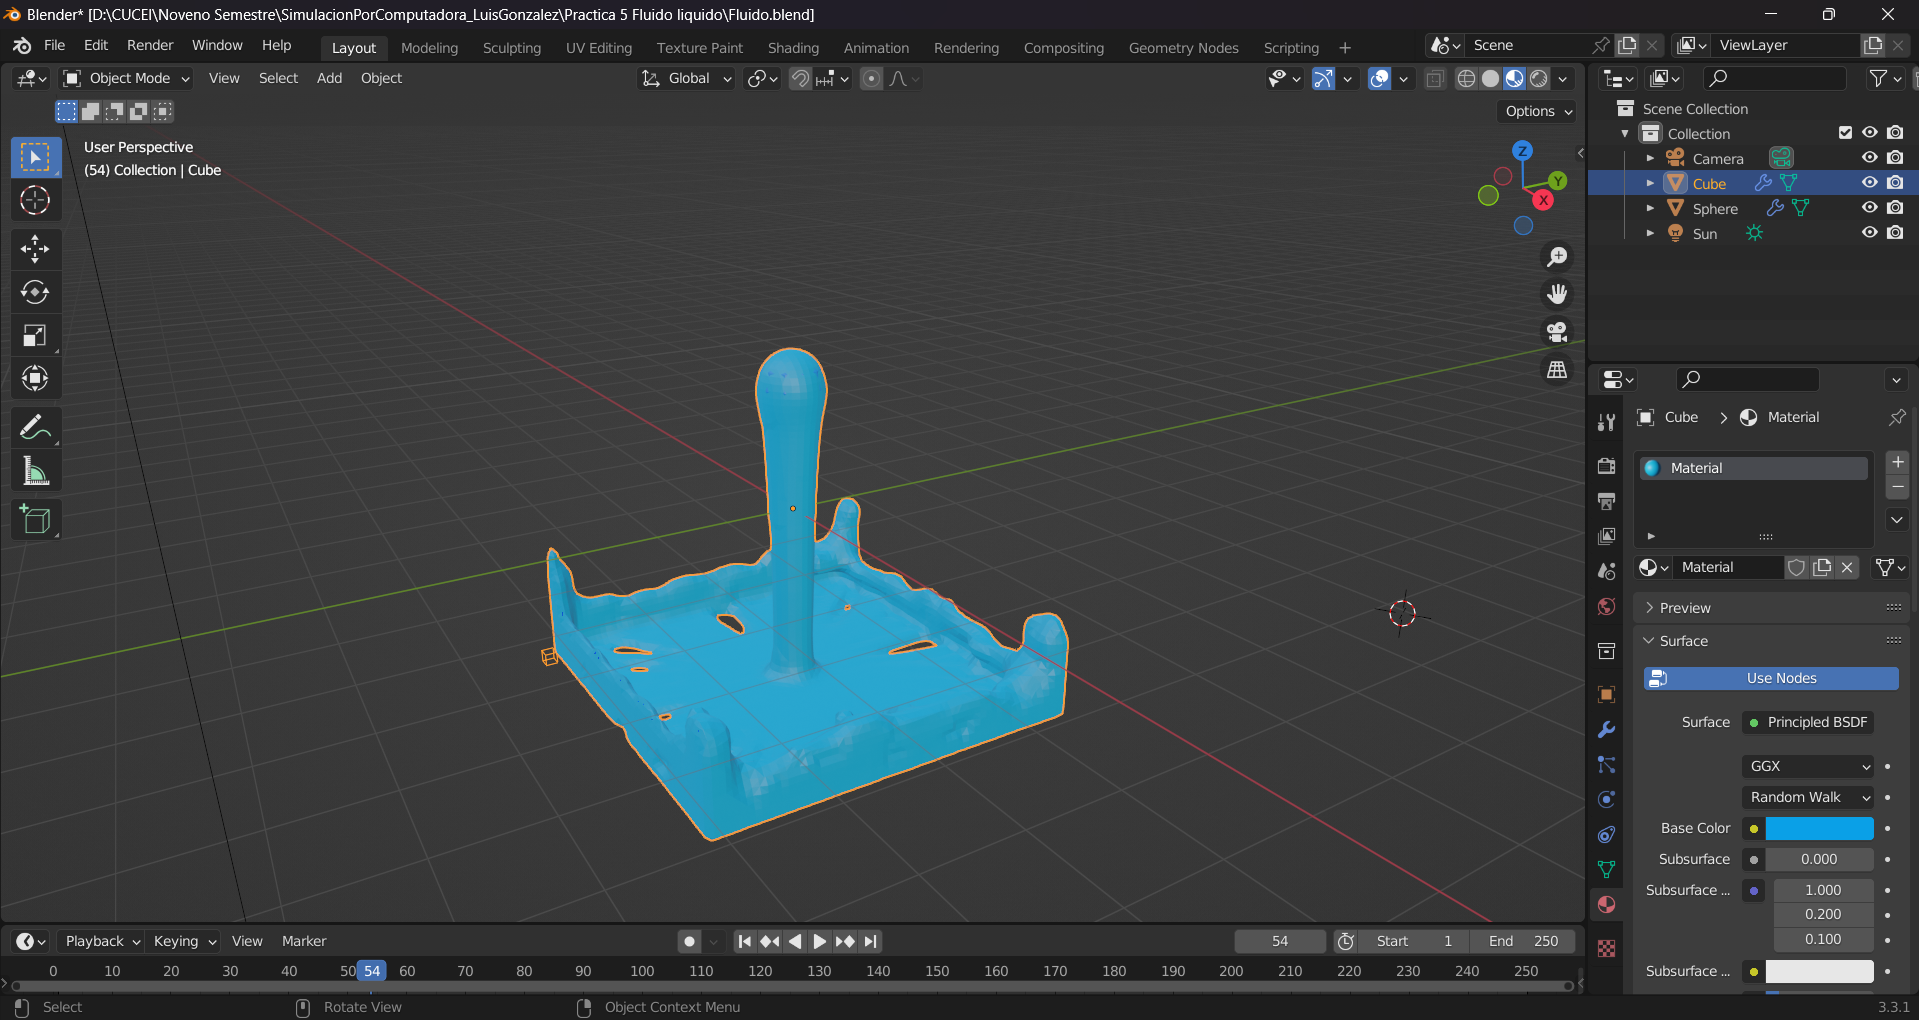 Blender* [D:\CUCEI\Noveno Semestre\SimulacionPorComputadora_LuisGonzalez\Practica 5 Fluido liquido\Fluido.blend]
File Edit Render Window Help Layout Modeling Sculpting UV Editing Texture Paint Shading Animation Rendering Compositing Geometry Nodes Scripting + Scene ViewLayer
Object Mode View Select Add Object Global
Options
User Perspective
(54) Collection | Cube
Z
Y
X
Scene Collection
Collection
Camera
Cube
Sphere
Sun
Cube > Material
Material
Material
Preview
Surface
Use Nodes
Surface Principled BSDF
GGX
Random Walk
Base Color
Subsurface 0.000
Subsurface ... 1.000
0.200
0.100
Subsurface ...
Playback Keying View Marker 54 Start 1 End 250
0 10 20 30 40 50 54 60 70 80 90 100 110 120 130 140 150 160 170 180 190 200 210 220 230 240 250
Select Rotate View Object Context Menu 3.3.1